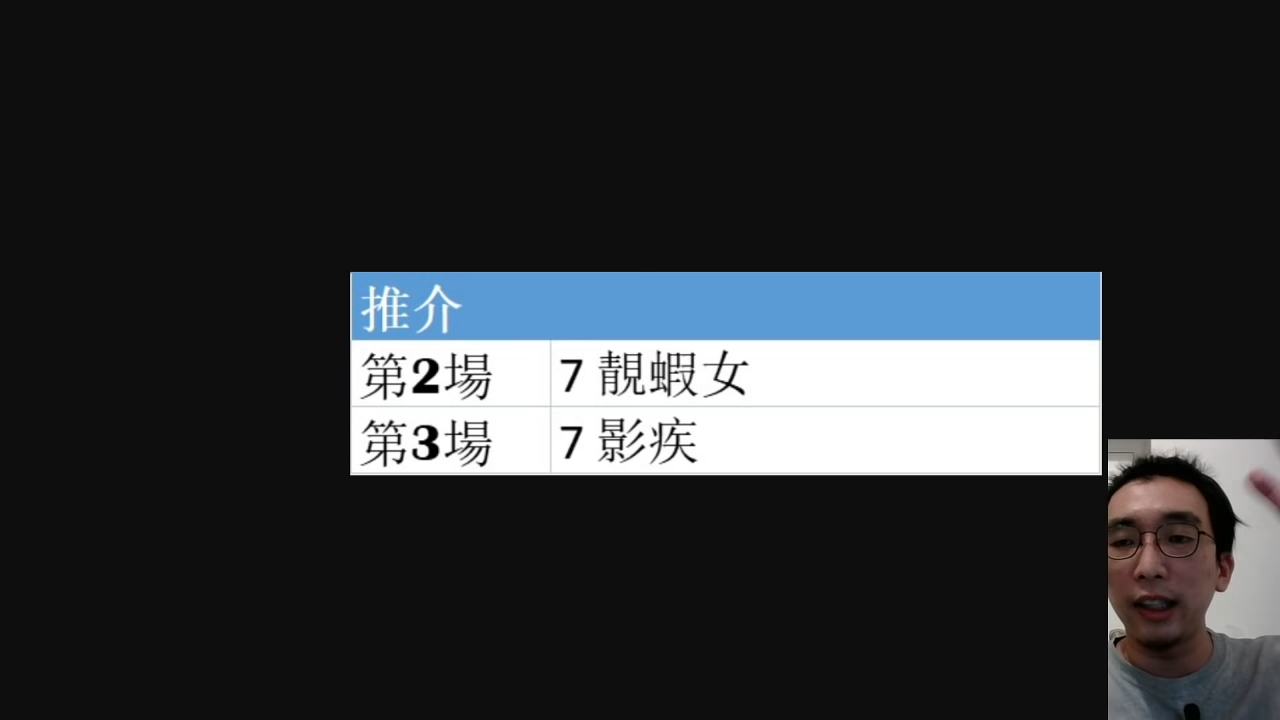 推介
第2場 7 靚蝦女
第3場 7 影疾